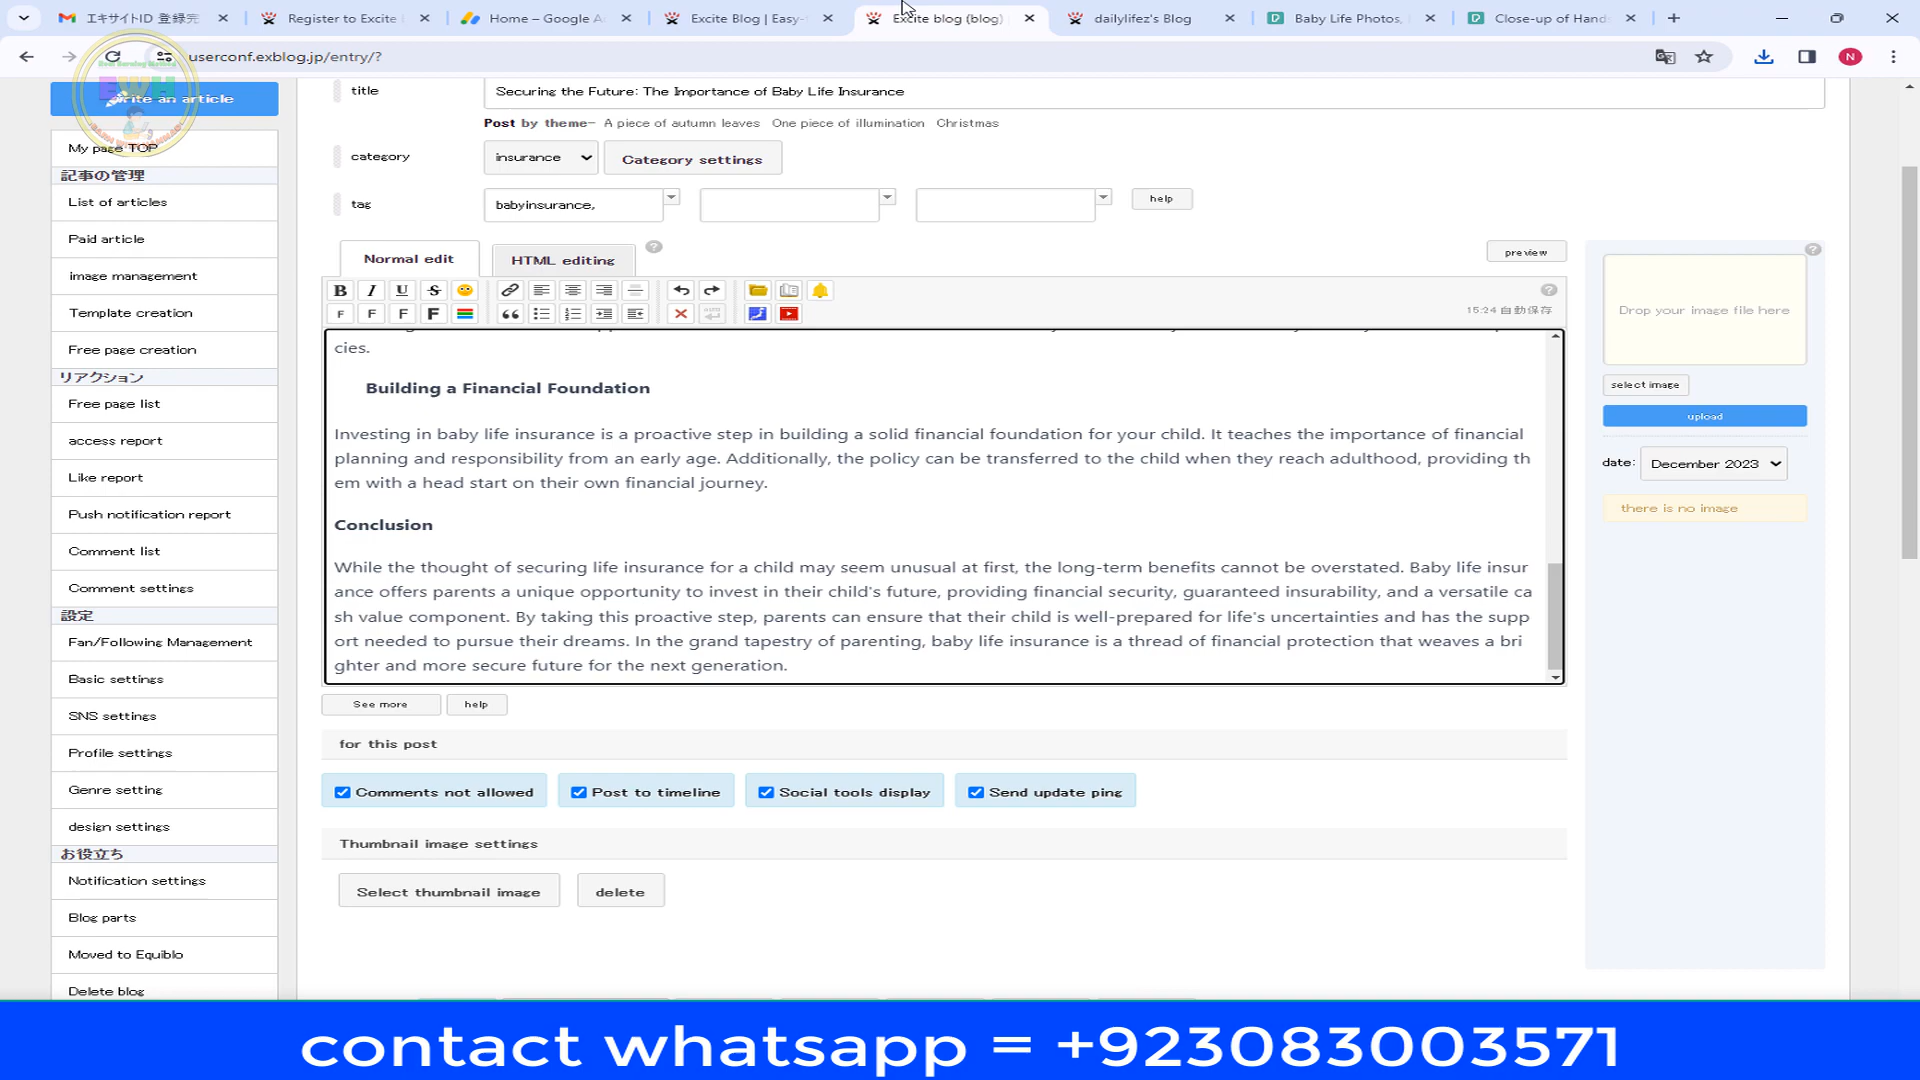 エキサイトID 登録完
Register to Excite
Home – Google A
Excite Blog | Easy-
Excite blog (blog)
dailylifez's Blog
Baby Life Photos,
Close-up of Hand
userconf.exblog.jp/entry/?
N
EWH
Write an article
My page TOP
記事の管理
List of articles
Paid article
image management
Template creation
Free page creation
リアクション
Free page list
access report
Like report
Push notification report
Comment list
Comment settings
設定
Fan/Following Management
Basic settings
SNS settings
Profile settings
Genre setting
design settings
お役立ち
Notification settings
Blog parts
Moved to Equiblo
Delete blog
title
Securing the Future: The Importance of Baby Life Insurance
Post by theme– A piece of autumn leaves One piece of illumination Christmas
category
insurance
Category settings
tag
babyinsurance,
help
Normal edit
HTML editing
preview
15:24 自動保存
cies.
Building a Financial Foundation
Investing in baby life insurance is a proactive step in building a solid financial foundation for your child. It teaches the importance of financial
planning and responsibility from an early age. Additionally, the policy can be transferred to the child when they reach adulthood, providing th
em with a head start on their own financial journey.
Conclusion
While the thought of securing life insurance for a child may seem unusual at first, the long-term benefits cannot be overstated. Baby life insur
ance offers parents a unique opportunity to invest in their child's future, providing financial security, guaranteed insurability, and a versatile ca
sh value component. By taking this proactive step, parents can ensure that their child is well-prepared for life's uncertainties and has the supp
ort needed to pursue their dreams. In the grand tapestry of parenting, baby life insurance is a thread of financial protection that weaves a bri
ghter and more secure future for the next generation.
See more
help
for this post
Comments not allowed
Post to timeline
Social tools display
Send update ping
Thumbnail image settings
Select thumbnail image
delete
Drop your image file here
select image
upload
date:
December 2023
there is no image
contact whatsapp = +923083003571